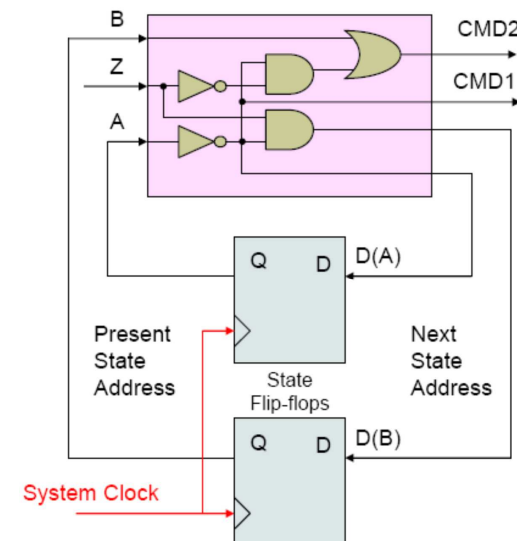 B
CMD2
Z
CMD1
A
Q D
D(A)
Present
State
Address
Next
State
Address
State
Flip-flops
Q D
D(B)
System Clock